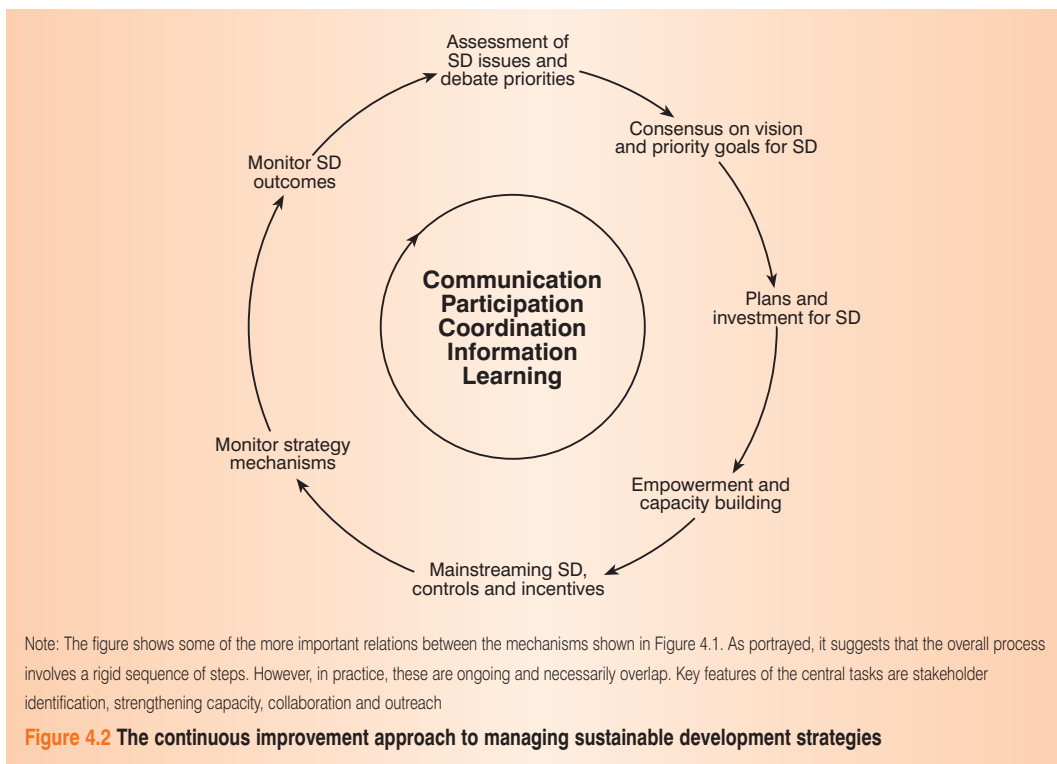 Assessment of
SD issues and
debate priorities
Consensus on vision
and priority goals for SD
Plans and
investment for SD
Empowerment and
capacity building
Mainstreaming SD,
controls and incentives
Monitor strategy
mechanisms
Monitor SD
outcomes
Communication
Participation
Coordination
Information
Learning
Note: The figure shows some of the more important relations between the mechanisms shown in Figure 4.1. As portrayed, it suggests that the overall process
involves a rigid sequence of steps. However, in practice, these are ongoing and necessarily overlap. Key features of the central tasks are stakeholder
identification, strengthening capacity, collaboration and outreach
Figure 4.2 The continuous improvement approach to managing sustainable development strategies